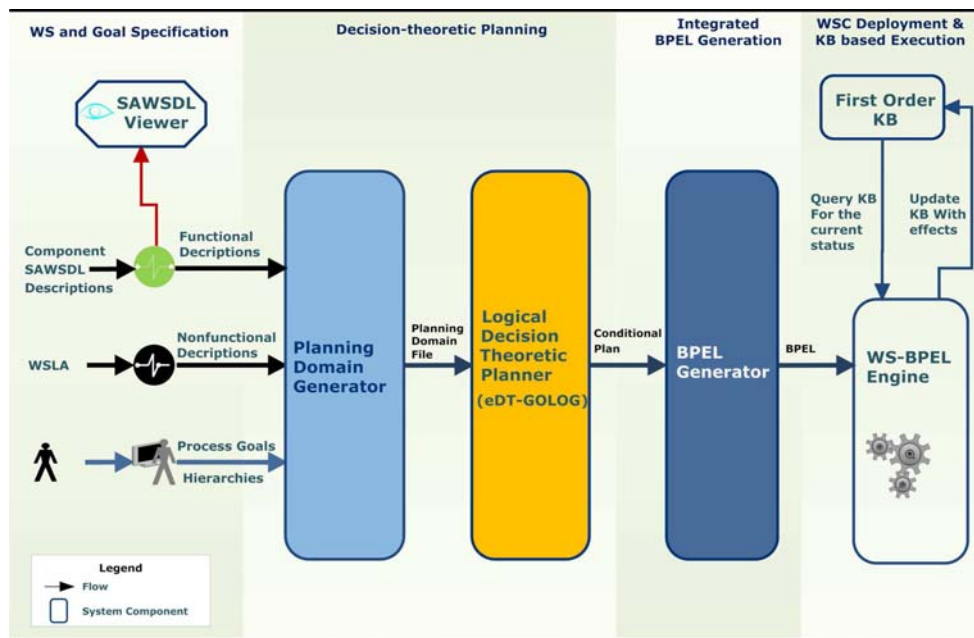 WS and Goal Specification
Decision-theoretic Planning
Integrated
BPEL Generation
WSC Deployment &
KB based Execution
SAWSDL
Viewer
First Order
KB
Query KB
For the
current
status
Update
KB With
effects
Component
SAWSDL
Descriptions
Functional
Decriptions
WSLA
Nonfunctional
Decriptions
Process Goals
Hierarchies
Planning
Domain
Generator
Planning
Domain
File
Logical
Decision
Theoretic
Planner
(eDT-GOLOG)
Conditional
Plan
BPEL
Generator
BPEL
WS-BPEL
Engine
Legend
Flow
System Component